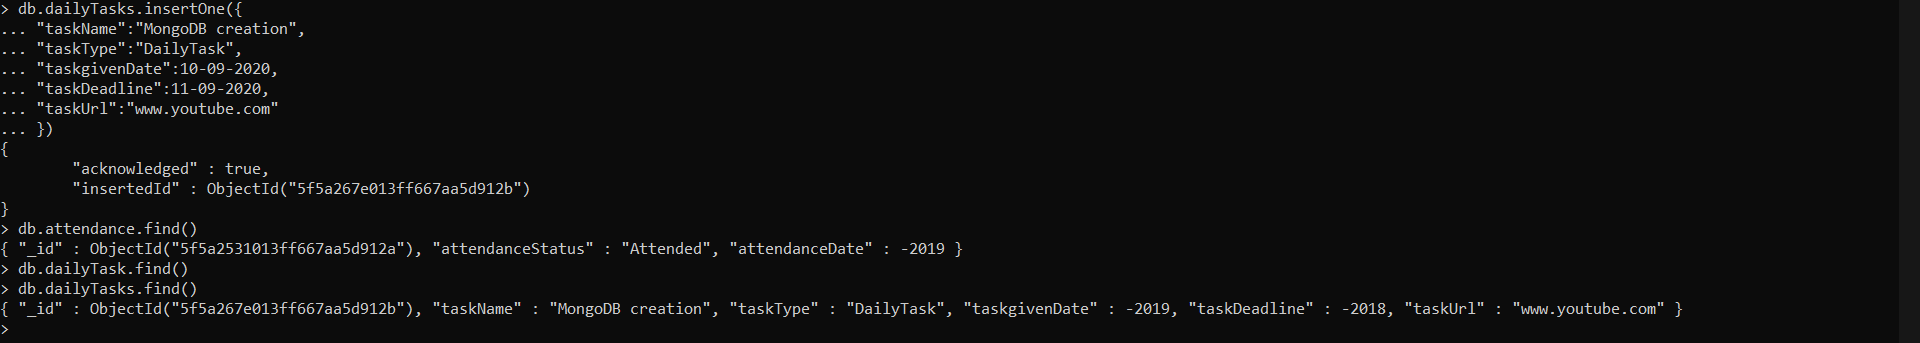 > db.dailyTasks.insertOne({
... "taskName":"MongoDB creation",
... "taskType":"DailyTask",
... "taskgivenDate":10-09-2020,
... "taskDeadline":11-09-2020,
... "taskUrl":"www.youtube.com"
... })
{
        "acknowledged" : true,
        "insertedId" : ObjectId("5f5a267e013ff667aa5d912b")
}
> db.attendance.find()
{ "_id" : ObjectId("5f5a2531013ff667aa5d912a"), "attendanceStatus" : "Attended", "attendanceDate" : -2019 }
> db.dailyTask.find()
> db.dailyTasks.find()
{ "_id" : ObjectId("5f5a267e013ff667aa5d912b"), "taskName" : "MongoDB creation", "taskType" : "DailyTask", "taskgivenDate" : -2019, "taskDeadline" : -2018, "taskUrl" : "www.youtube.com" }
>